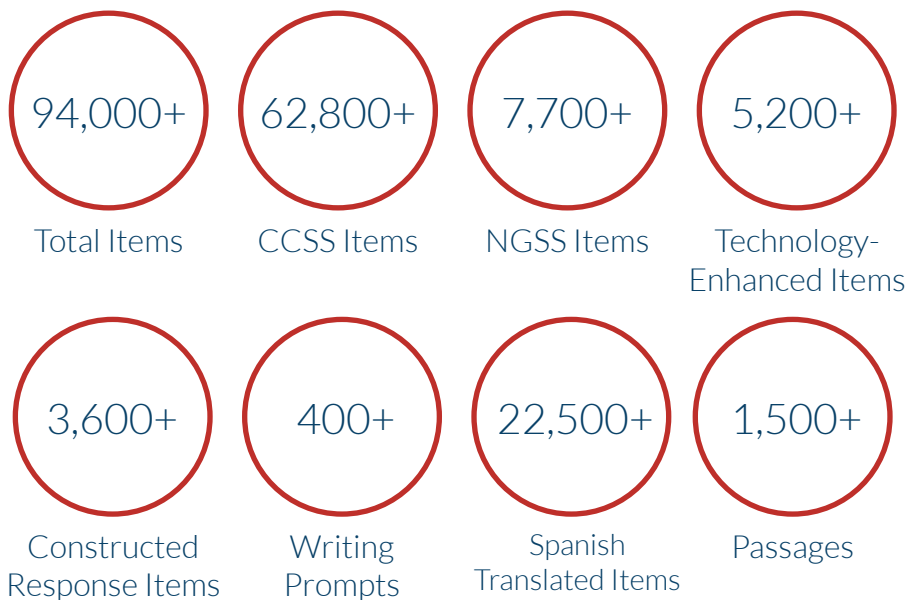 94,000+
62,800+
7,700+
5,200+
Total Items
CCSS Items
NGSS Items
Technology-
Enhanced Items
3,600+
400+
22,500+
1,500+
Constructed
Response Items
Writing
Prompts
Spanish
Translated Items
Passages